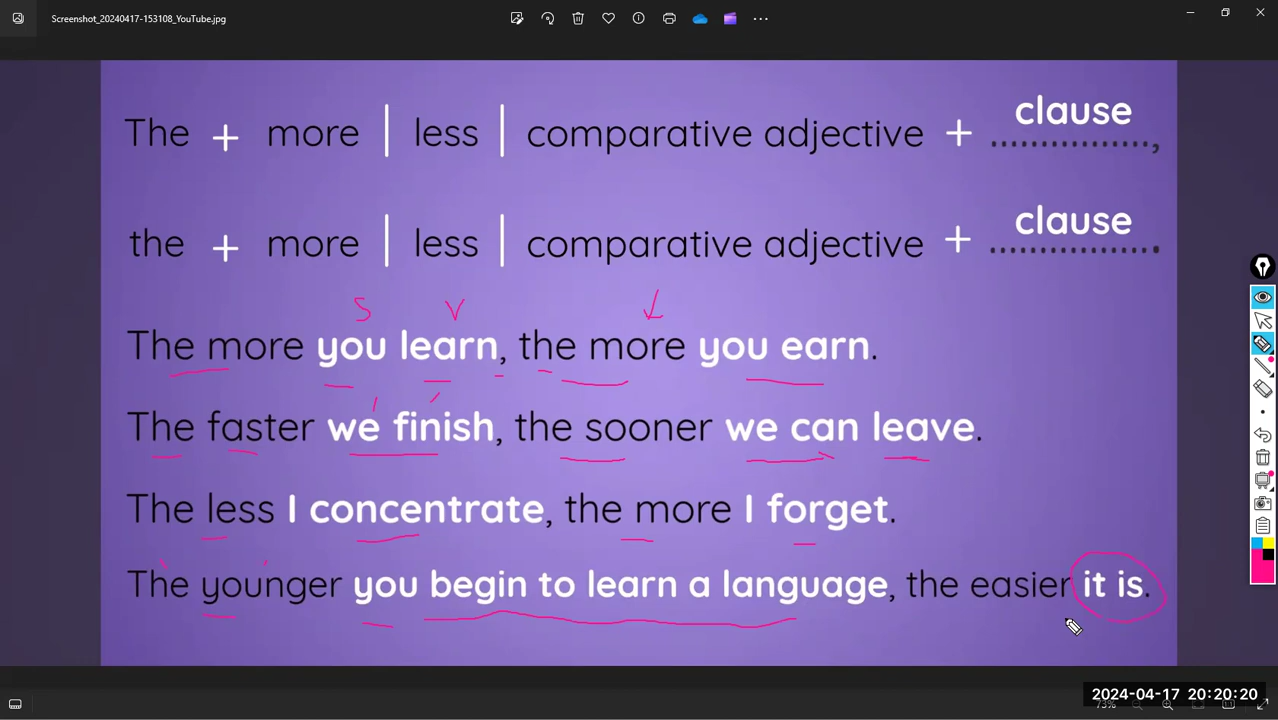 Screenshot_20240417-153108_YouTube.jpg
The + more | less | comparative adjective + clause ...............,
the + more | less | comparative adjective + clause ................
S V
The more you learn, the more you earn.
The faster we finish, the sooner we can leave.
The less I concentrate, the more I forget.
The younger you begin to learn a language, the easier it is.
2024-04-17 20:20:20
73%